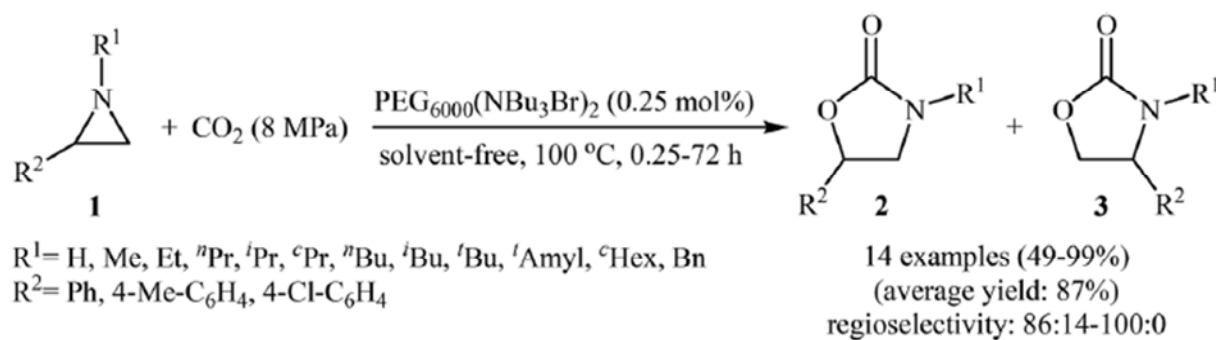 R¹
N
R²
1
+ CO₂ (8 MPa)
PEG₆₀₀₀(NBu₃Br)₂ (0.25 mol%)
solvent-free, 100 ºC, 0.25-72 h
O
O
N
R¹
R²
2
+
O
O
N
R¹
R²
3
R¹= H, Me, Et, ⁿPr, ⁱPr, ᶜPr, ⁿBu, ⁱBu, ᵗBu, ᵗAmyl, ᶜHex, Bn
R²= Ph, 4-Me-C₆H₄, 4-Cl-C₆H₄
14 examples (49-99%)
(average yield: 87%)
regioselectivity: 86:14-100:0